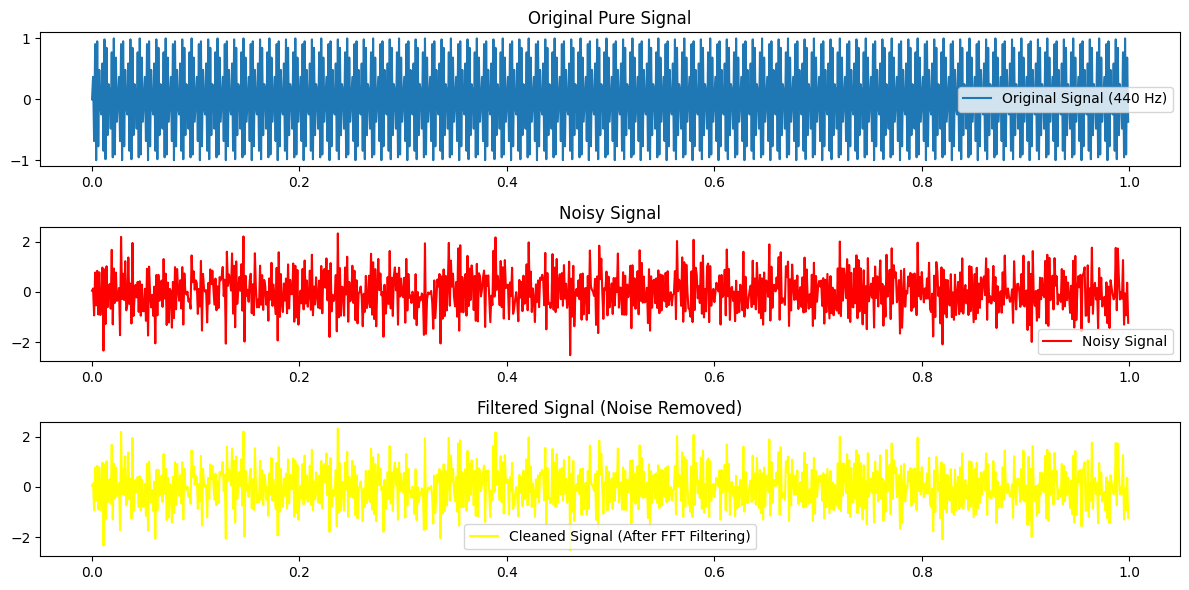 Original Pure Signal
1
0
−1
Original Signal (440 Hz)
0.0 0.2 0.4 0.6 0.8 1.0
Noisy Signal
2
0
−2
Noisy Signal
0.0 0.2 0.4 0.6 0.8 1.0
Filtered Signal (Noise Removed)
2
0
−2
Cleaned Signal (After FFT Filtering)
0.0 0.2 0.4 0.6 0.8 1.0